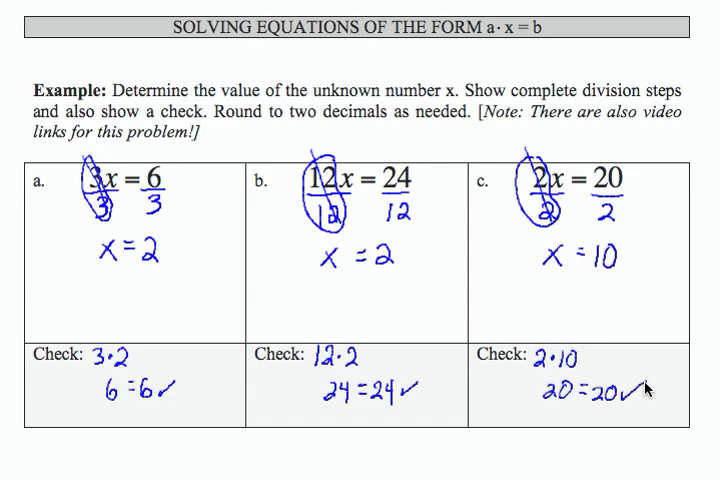 SOLVING EQUATIONS OF THE FORM a· x = b
Example: Determine the value of the unknown number x. Show complete division steps
and also show a check. Round to two decimals as needed. [Note: There are also video
links for this problem!]
a. 3x = 6
3 3
x = 2
b. 12x = 24
12 12
x = 2
c. 2x = 20
2 2
x = 10
Check: 3·2
6 = 6 ✓
Check: 12·2
24 = 24 ✓
Check: 2·10
20 = 20 ✓